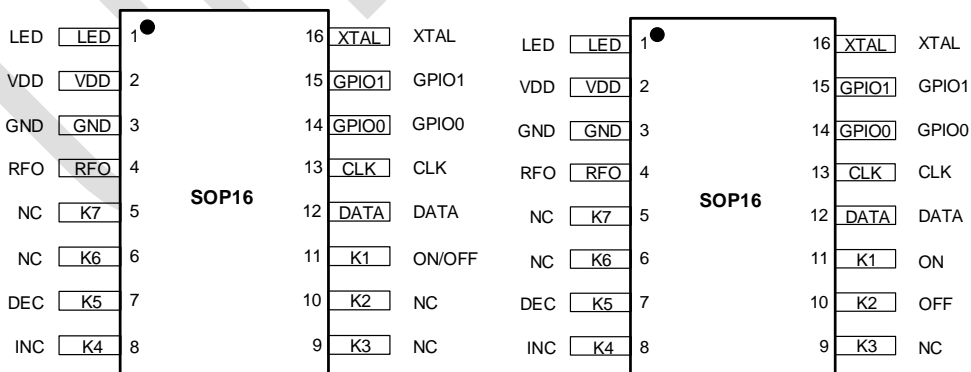 LED LED 1 16 XTAL XTAL
VDD VDD 2 15 GPIO1 GPIO1
GND GND 3 14 GPIO0 GPIO0
RFO RFO 4 13 CLK CLK
SOP16
NC K7 5 12 DATA DATA
NC K6 6 11 K1 ON/OFF
DEC K5 7 10 K2 NC
INC K4 8 9 K3 NC
LED LED 1 16 XTAL XTAL
VDD VDD 2 15 GPIO1 GPIO1
GND GND 3 14 GPIO0 GPIO0
RFO RFO 4 13 CLK CLK
SOP16
NC K7 5 12 DATA DATA
NC K6 6 11 K1 ON
DEC K5 7 10 K2 OFF
INC K4 8 9 K3 NC